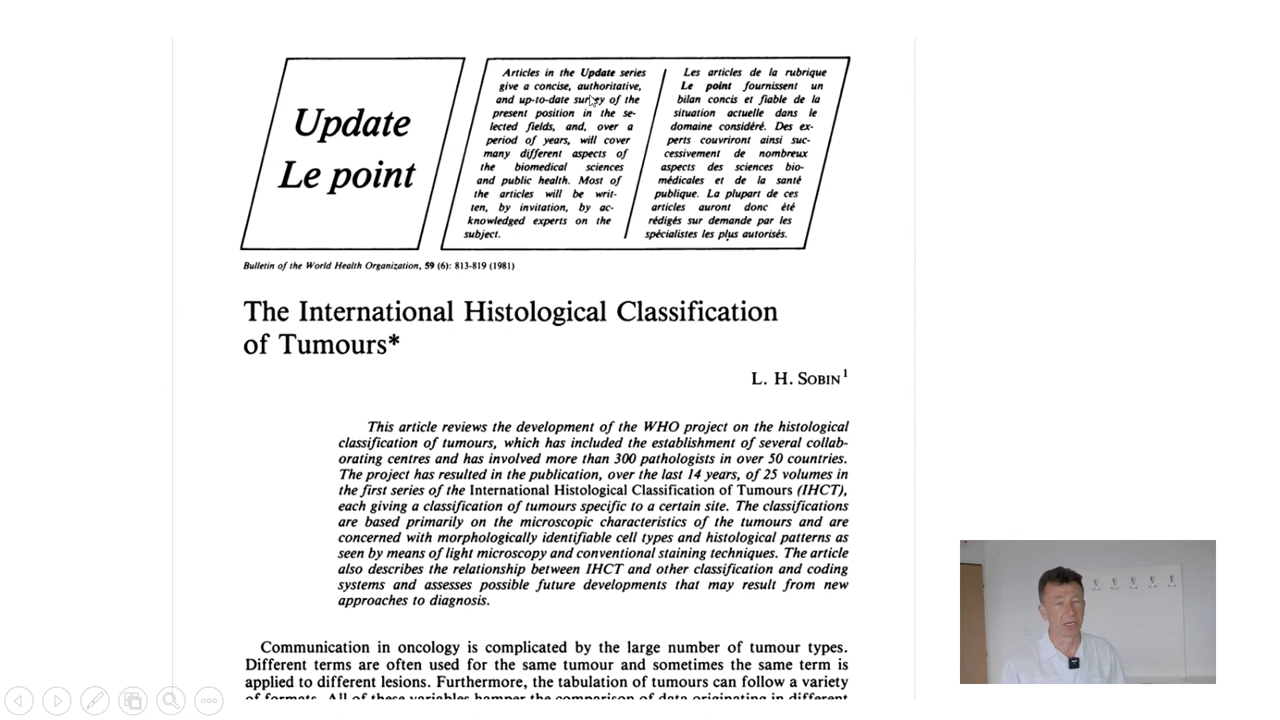 Update
Le point
Articles in the Update series
give a concise, authoritative,
and up-to-date survey of the
present position in the se-
lected fields, and, over a
period of years, will cover
many different aspects of
the biomedical sciences
and public health. Most of
the articles will be writ-
ten, by invitation, by ac-
knowledged experts on the
subject.
Les articles de la rubrique
Le point fournissent un
bilan concis et fiable de la
situation actuelle dans le
domaine considéré. Des ex-
perts couvriront ainsi suc-
cessivement de nombreux
aspects des sciences bio-
médicales et de la santé
publique. La plupart de ces
articles auront donc été
rédigés sur demande par les
spécialistes les plus autorisés.
Bulletin of the World Health Organization, 59 (6): 813-819 (1981)
The International Histological Classification
of Tumours*
L. H. SOBIN¹
This article reviews the development of the WHO project on the histological
classification of tumours, which has included the establishment of several collab-
orating centres and has involved more than 300 pathologists in over 50 countries.
The project has resulted in the publication, over the last 14 years, of 25 volumes in
the first series of the International Histological Classification of Tumours (IHCT),
each giving a classification of tumours specific to a certain site. The classifications
are based primarily on the microscopic characteristics of the tumours and are
concerned with morphologically identifiable cell types and histological patterns as
seen by means of light microscopy and conventional staining techniques. The article
also describes the relationship between IHCT and other classification and coding
systems and assesses possible future developments that may result from new
approaches to diagnosis.
Communication in oncology is complicated by the large number of tumour types.
Different terms are often used for the same tumour and sometimes the same term is
applied to different lesions. Furthermore, the tabulation of tumours can follow a variety
of formats. All of these variables hamper the comparison of data originating in different